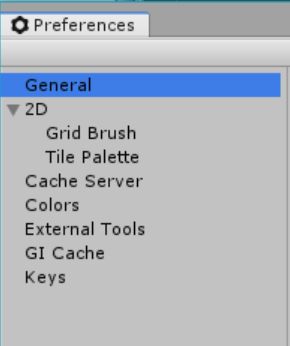 Preferences
General
2D
Grid Brush
Tile Palette
Cache Server
Colors
External Tools
GI Cache
Keys